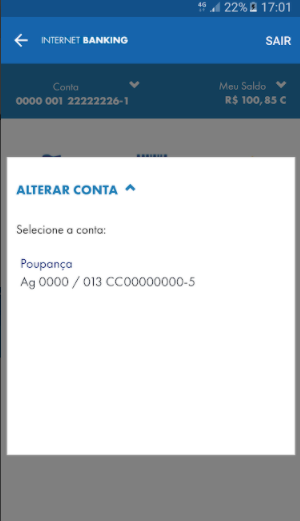 4G 22% 17:01
INTERNET BANKING SAIR
Conta Meu Saldo
0000 001 22222226-1 R$ 100,85 C
ALTERAR CONTA
Selecione a conta:
Poupança
Ag 0000 / 013 CC00000000-5